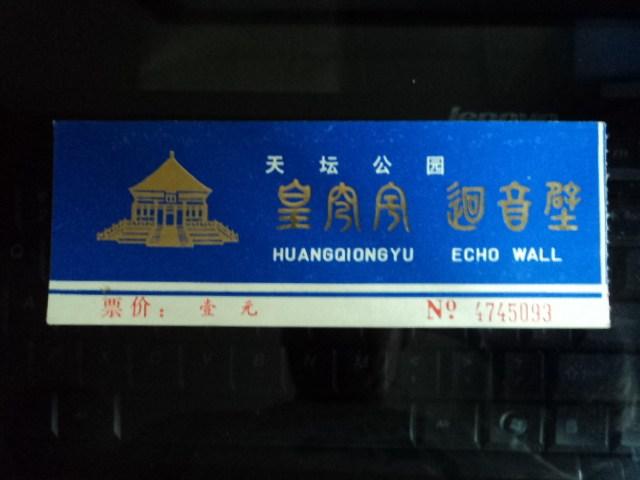 lenovo
天坛公园
皇穹宇 迴音壁
HUANGQIONGYU ECHO WALL
票价：壹元 Nº 4745093